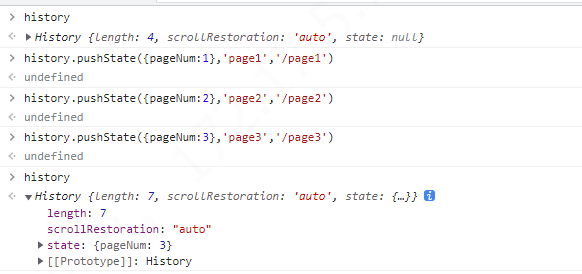 history
History {length: 4, scrollRestoration: 'auto', state: null}
history.pushState({pageNum:1},'page1','/page1')
undefined
history.pushState({pageNum:2},'page2','/page2')
undefined
history.pushState({pageNum:3},'page3','/page3')
undefined
history
History {length: 7, scrollRestoration: 'auto', state: {…}} i
length: 7
scrollRestoration: "auto"
state: {pageNum: 3}
[[Prototype]]: History